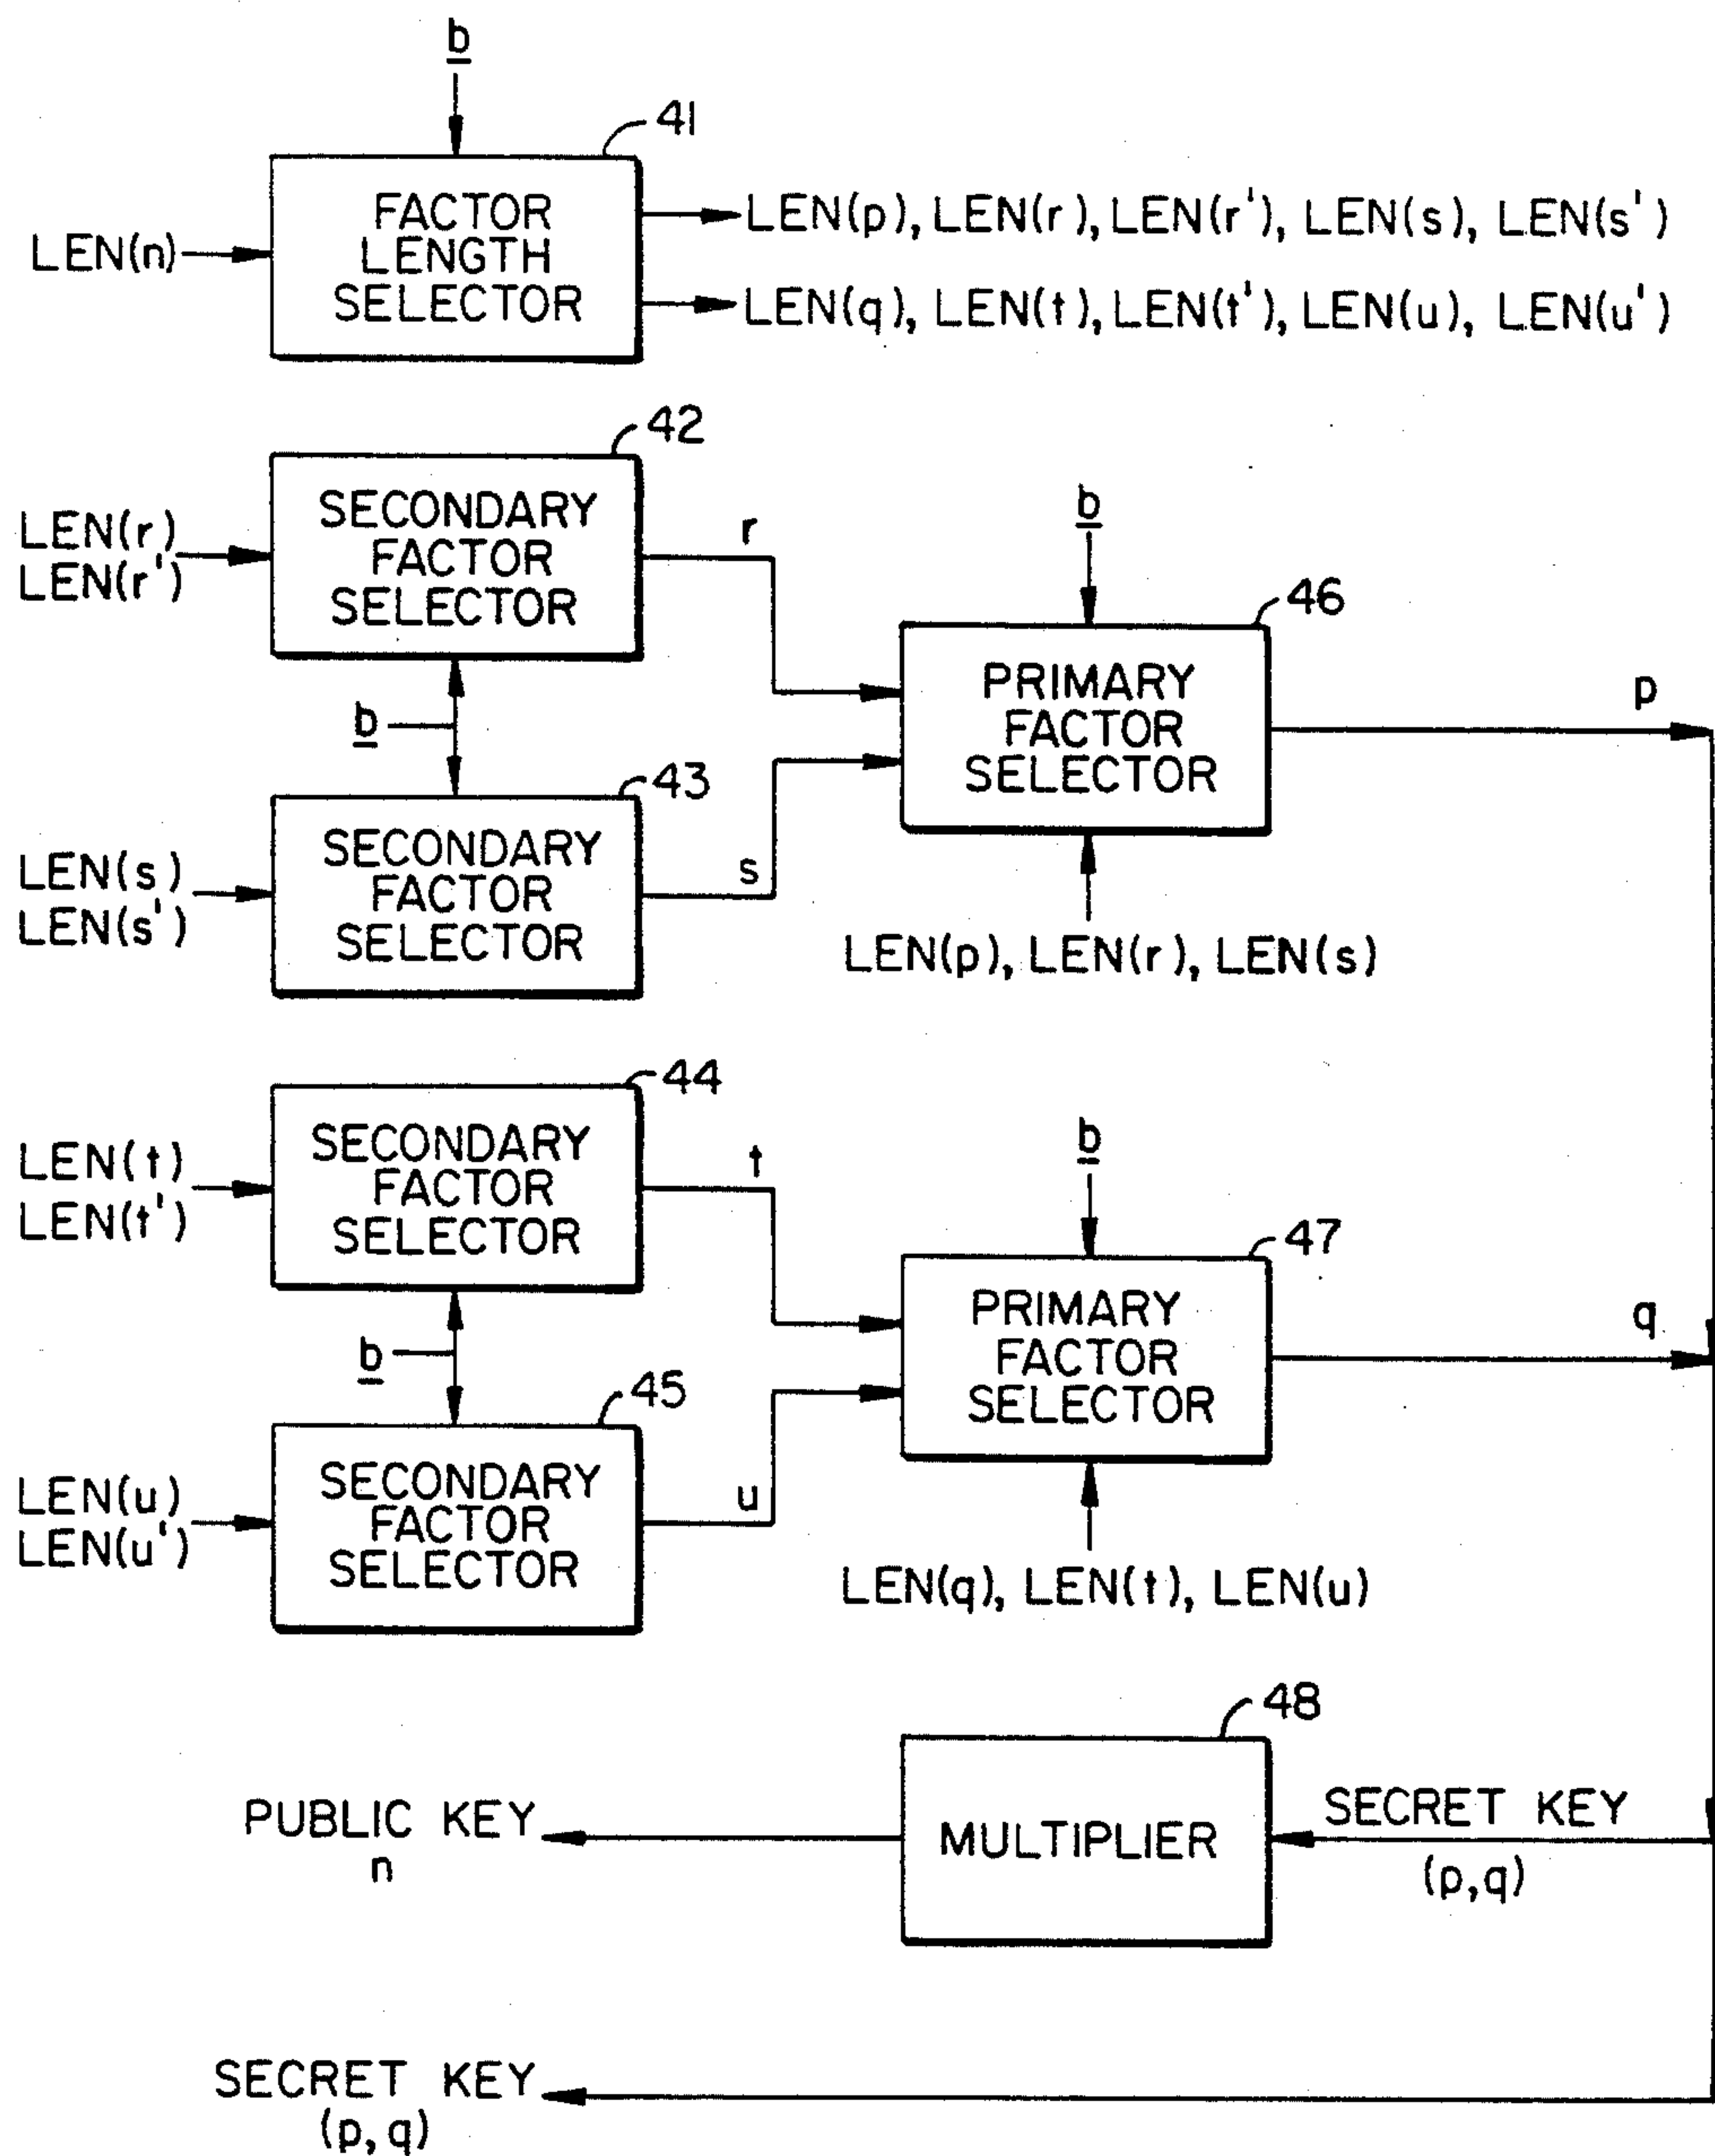 b
41
FACTOR
LENGTH
SELECTOR
LEN(n)
LEN(p), LEN(r), LEN(r'), LEN(s), LEN(s')
LEN(q), LEN(t), LEN(t'), LEN(u), LEN(u')
42
SECONDARY
FACTOR
SELECTOR
LEN(r)
LEN(r')
r
b
43
SECONDARY
FACTOR
SELECTOR
LEN(s)
LEN(s')
s
b
46
PRIMARY
FACTOR
SELECTOR
p
LEN(p), LEN(r), LEN(s)
44
SECONDARY
FACTOR
SELECTOR
LEN(t)
LEN(t')
t
b
45
SECONDARY
FACTOR
SELECTOR
LEN(u)
LEN(u')
u
b
47
PRIMARY
FACTOR
SELECTOR
q
LEN(q), LEN(t), LEN(u)
48
MULTIPLIER
SECRET KEY
(p,q)
PUBLIC KEY
n
SECRET KEY
(p,q)